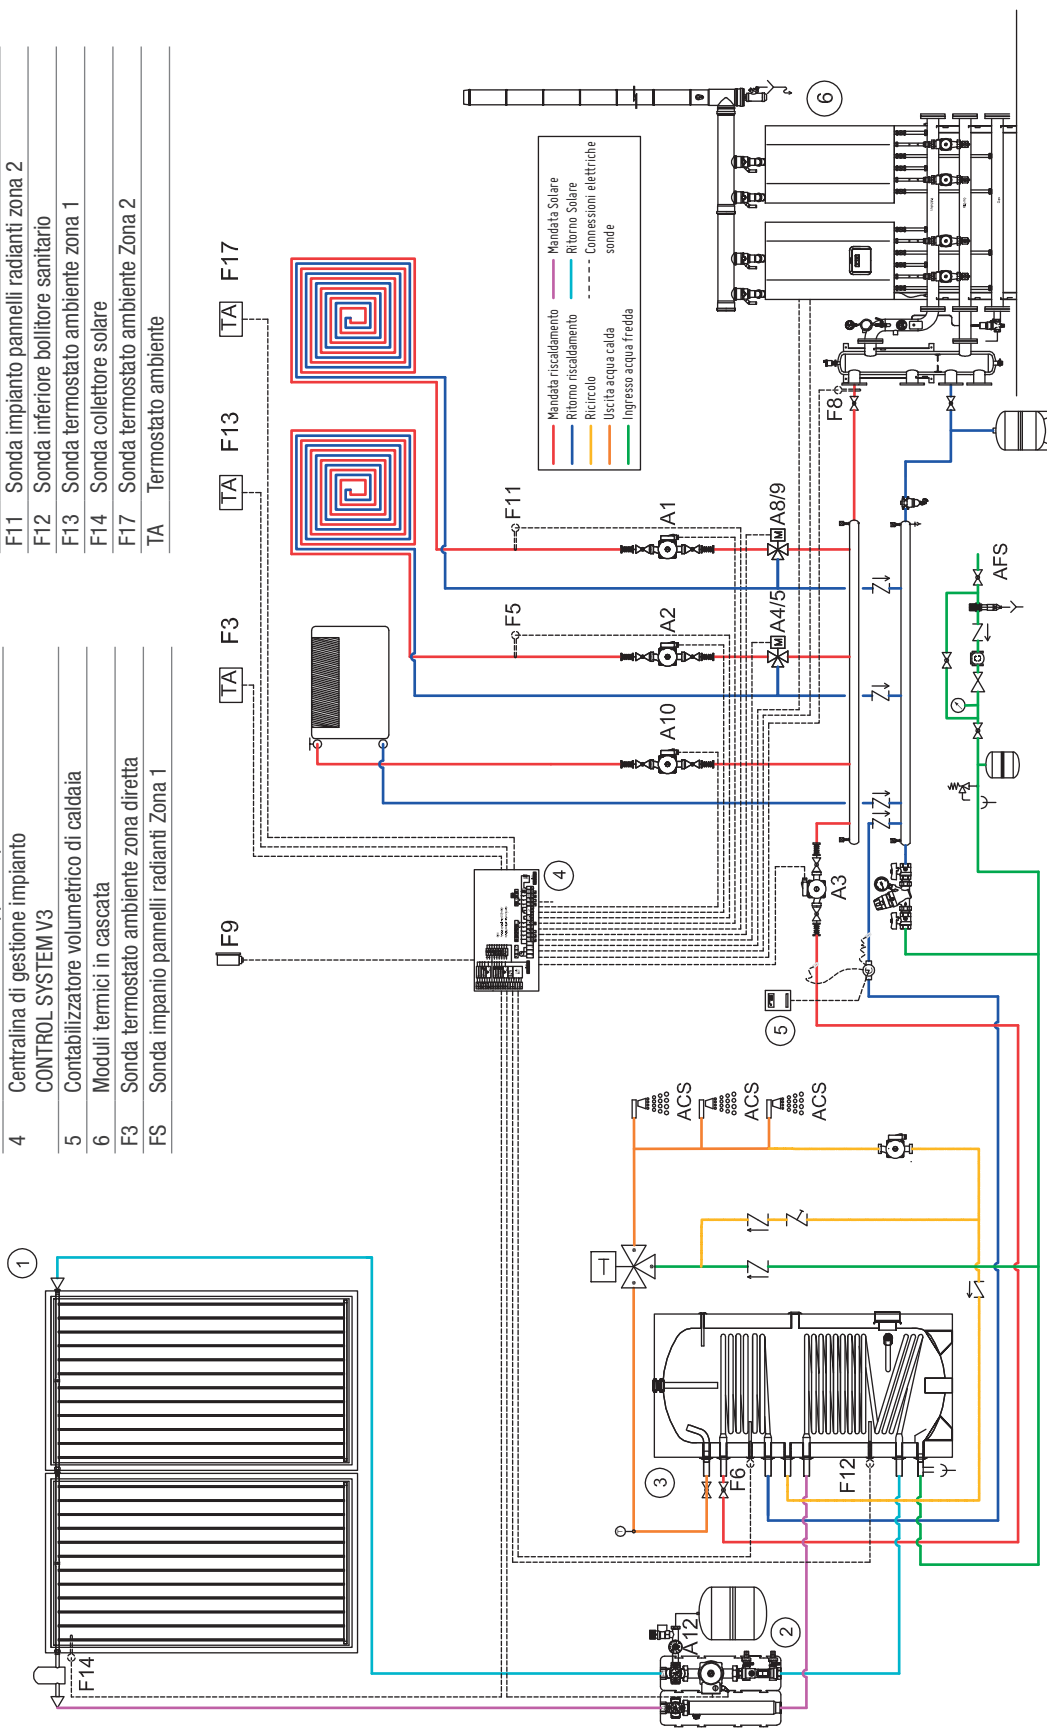 4 Centralina di gestione impianto
CONTROL SYSTEM V3
5 Contabilizzatore volumetrico di caldaia
6 Moduli termici in cascata
F3 Sonda termostato ambiente zona diretta
FS Sonda impanio pannelli radianti Zona 1
F11 Sonda impianto pannelli radianti zona 2
F12 Sonda inferiore bollitore sanitario
F13 Sonda termostato ambiente zona 1
F14 Sonda collettore solare
F17 Sonda termostato ambiente Zona 2
TA Termostato ambiente
F9
TA F3
TA F13
TA F17
1
F14
A12
2
3
F6
F12
T
ACS
ACS
ACS
4
5
A3
A10
A2
A4/5
F5
A1
A8/9
F11
M
M
AFS
F8
6
Mandata riscaldamento
Ritorno riscaldamento
Ricircolo
Uscita acqua calda
Ingresso acqua fredda
Mandata Solare
Ritorno Solare
Connessioni elettriche
sonde